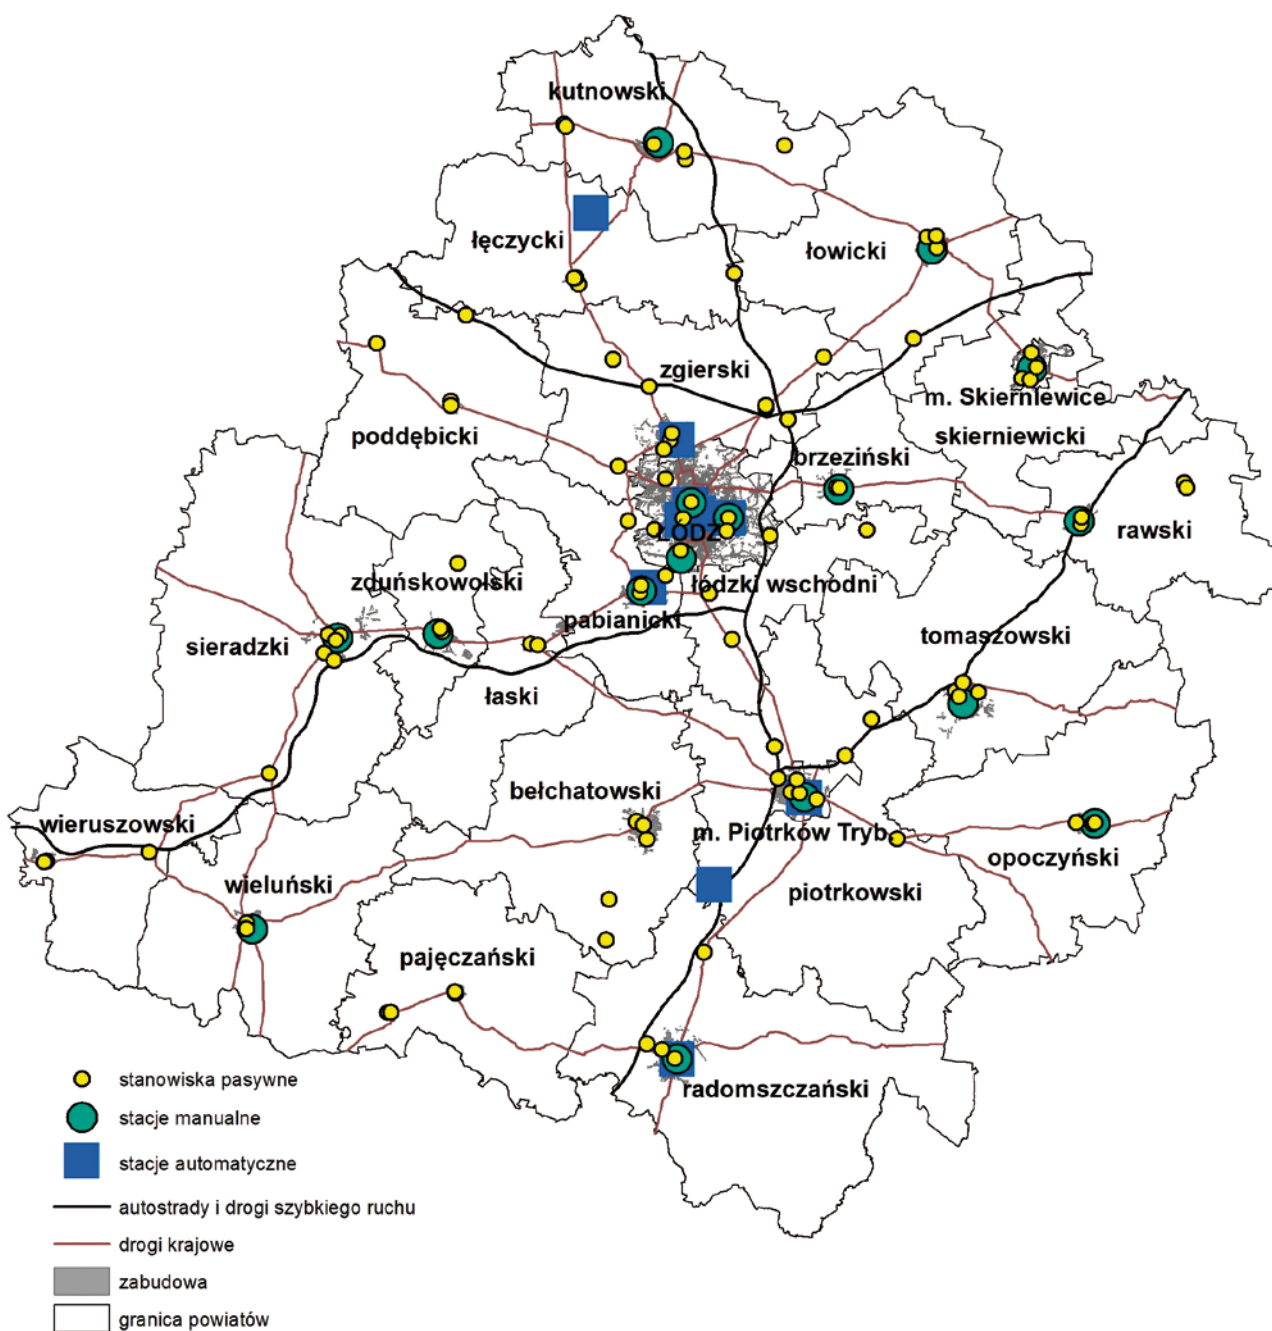 kutnowski
łęczycki
łowicki
zgierski
m. Skierniewice
poddębicki
skierniewicki
brzeziński
rawski
ŁÓDŹ
zduńskowolski
łódzki wschodni
pabianicki
sieradzki
tomaszowski
łaski
bełchatowski
wieruszowski
m. Piotrków Tryb.
opoczyński
wieluński
piotrkowski
pajęczański
radomszczański
stanowiska pasywne
stacje manualne
stacje automatyczne
autostrady i drogi szybkiego ruchu
drogi krajowe
zabudowa
granica powiatów